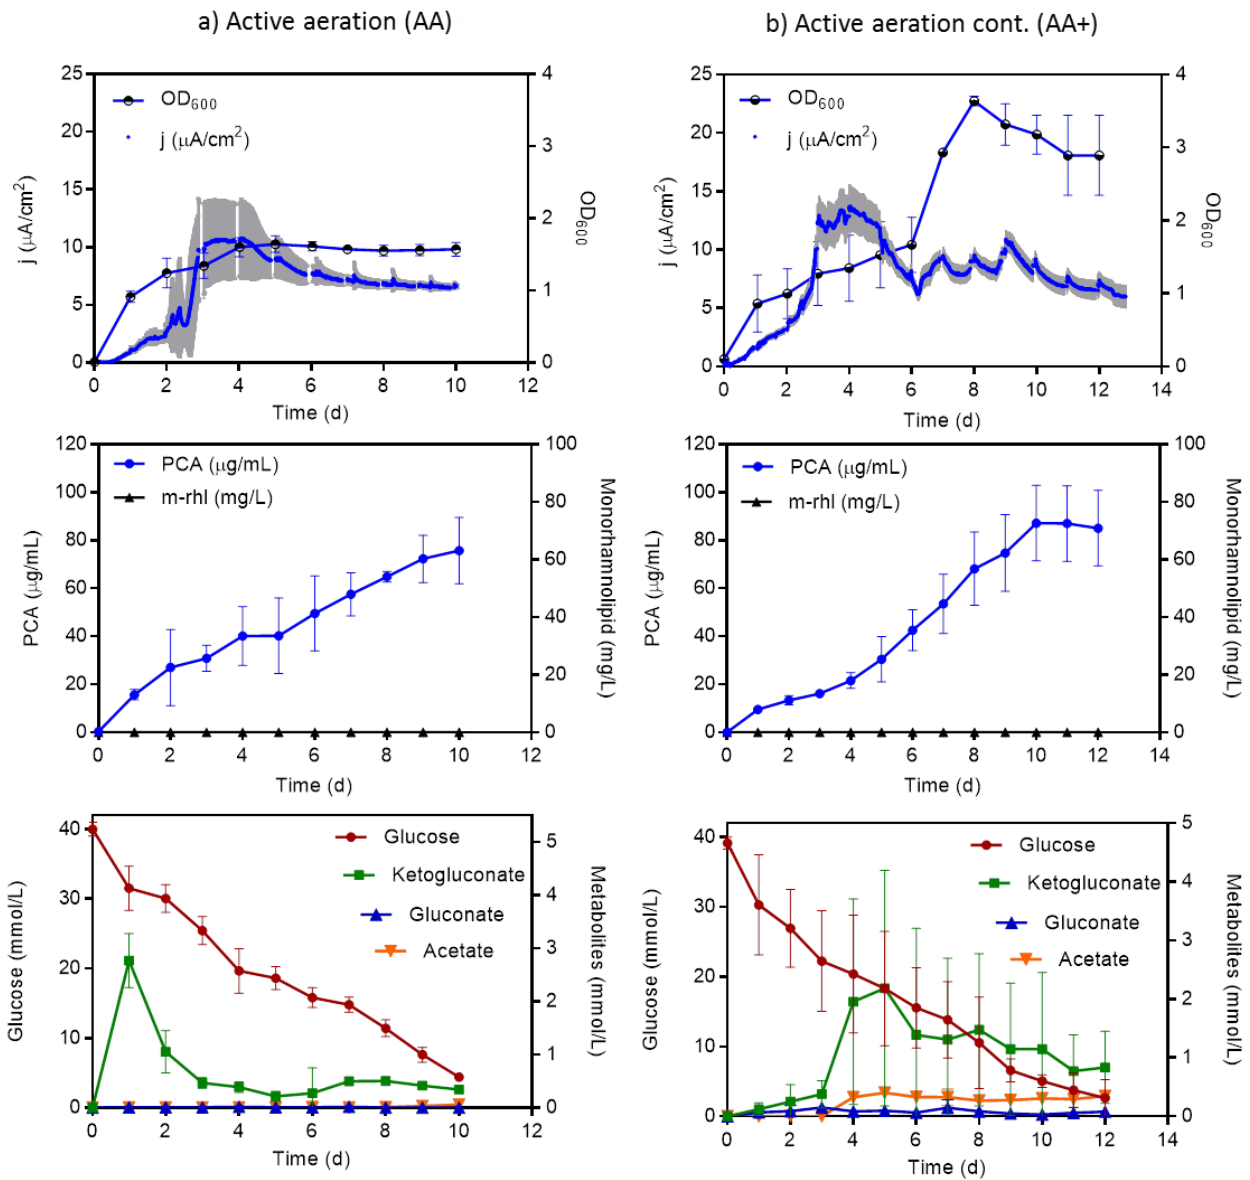 a) Active aeration (AA)
b) Active aeration cont. (AA+)
25
20
15
10
5
0
j (μA/cm²)
OD₆₀₀
j (μA/cm²)
4
3
2
1
0
OD₆₀₀
0 2 4 6 8 10 12
Time (d)
25
20
15
10
5
0
j (μA/cm²)
OD₆₀₀
j (μA/cm²)
4
3
2
1
0
OD₆₀₀
0 2 4 6 8 10 12 14
Time (d)
120
100
80
60
40
20
0
PCA (μg/mL)
PCA (μg/mL)
m-rhl (mg/L)
100
80
60
40
20
0
Monorhamnolipid (mg/L)
0 2 4 6 8 10 12
Time (d)
120
100
80
60
40
20
0
PCA (μg/mL)
PCA (μg/mL)
m-rhl (mg/L)
100
80
60
40
20
0
Monorhamnolipid (mg/L)
0 2 4 6 8 10 12 14
Time (d)
40
30
20
10
0
Glucose (mmol/L)
Glucose
Ketogluconate
Gluconate
Acetate
5
4
3
2
1
0
Metabolites (mmol/L)
0 2 4 6 8 10 12
Time (d)
40
30
20
10
0
Glucose (mmol/L)
Glucose
Ketogluconate
Gluconate
Acetate
5
4
3
2
1
0
Metabolites (mmol/L)
0 2 4 6 8 10 12 14
Time (d)